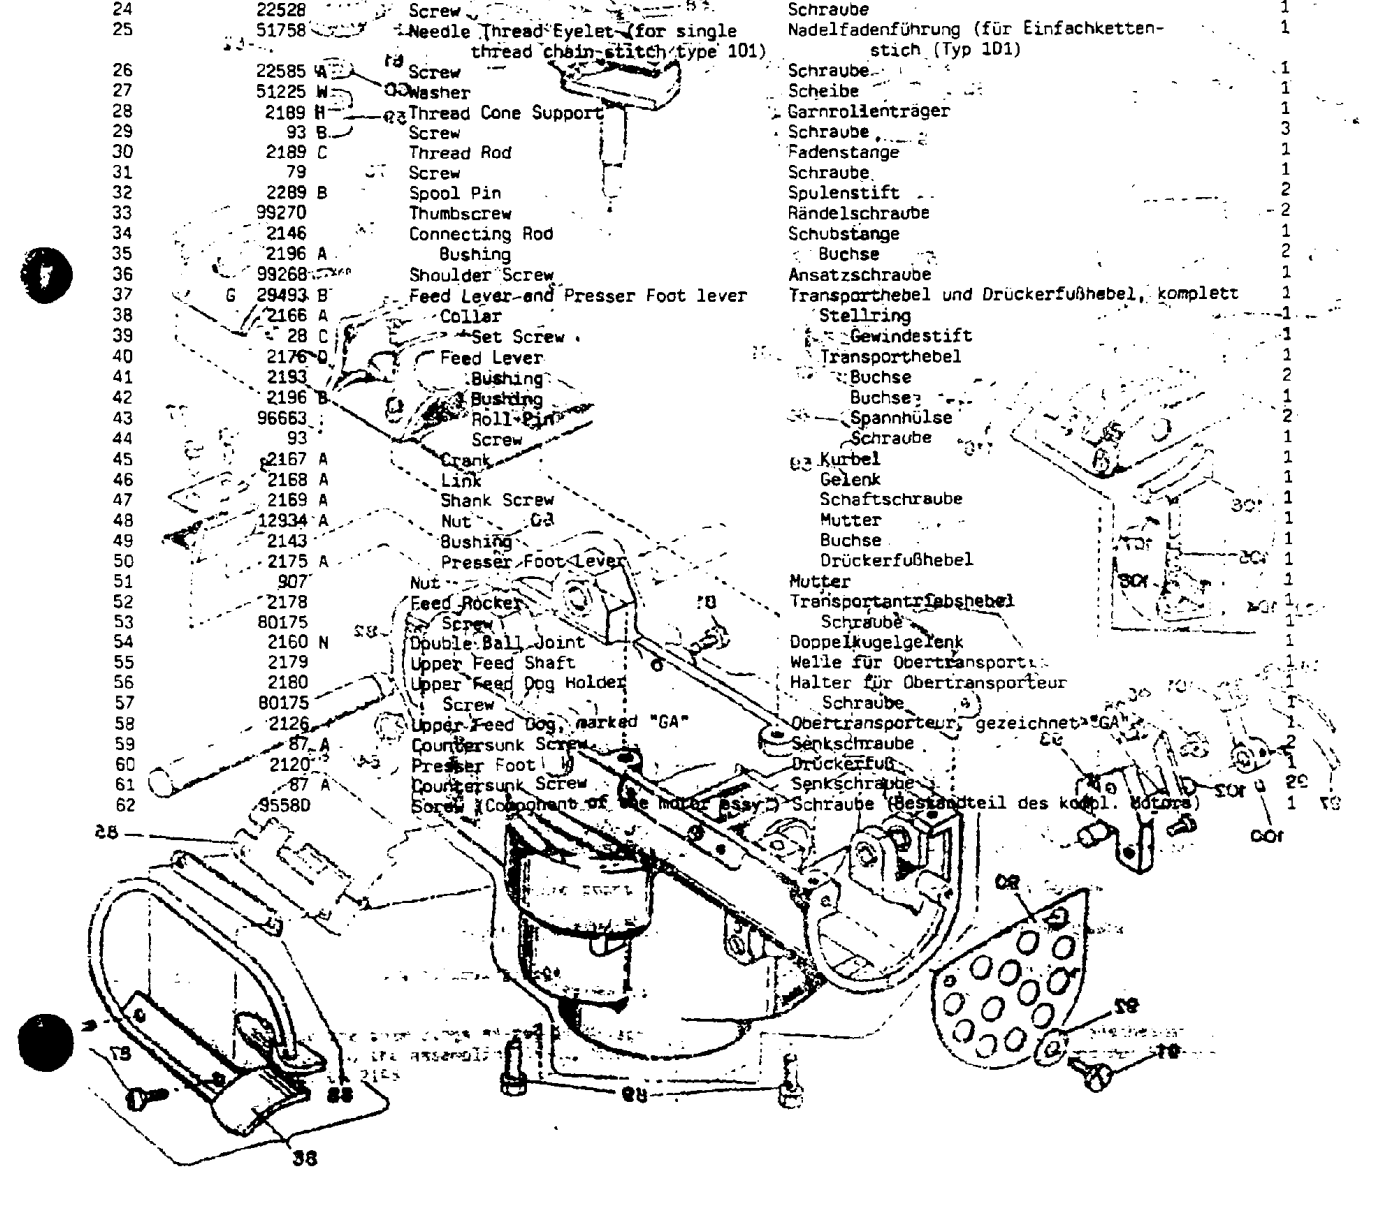 24 22528 Screw Schraube 1
25 51758 Needle Thread Eyelet (for single Nadelfadenführung (für Einfachketten- 1
thread chain-stitch type 101) stich (Typ 101)
26 22585 A Screw Schraube 1
27 51225 W Washer Scheibe 1
28 2189 H Thread Cone Support Garnrollenträger 1
29 93 B Screw Schraube 3
30 2189 C Thread Rod Fadenstange 1
31 79 Screw Schraube 1
32 2289 B Spool Pin Spulenstift 2
33 99270 Thumbscrew Rändelschraube 2
34 2146 Connecting Rod Schubstange 1
35 2196 A Bushing Buchse 2
36 99268 Shoulder Screw Ansatzschraube 1
37 G 29493 B Feed Lever and Presser Foot lever Transporthebel und Drückerfußhebel, komplett 1
38 2166 A Collar Stellring 1
39 28 C Set Screw Gewindestift 1
40 2176 D Feed Lever Transporthebel 1
41 2193 Bushing Buchse 2
42 2196 B Bushing Buchse 1
43 96663 Roll Pin Spannhülse 2
44 93 Screw Schraube 1
45 2167 A Crank Kurbel 1
46 2168 A Link Gelenk 1
47 2169 A Shank Screw Schaftschraube 1
48 12934 A Nut Mutter 1
49 2143 Bushing Buchse 1
50 2175 A Presser Foot Lever Drückerfußhebel 1
51 907 Nut Mutter 1
52 2178 Feed Rocker Transportantriebshebel 1
53 80175 Screw Schraube 1
54 2160 N Double Ball Joint Doppelkugelgelenk 1
55 2179 Upper Feed Shaft Welle für Obertransport 1
56 2180 Upper Feed Dog Holder Halter für Obertransporteur 1
57 80175 Screw Schraube 1
58 2126 Upper Feed Dog, marked "GA" Obertransporteur, gezeichnet "GA" 1
59 87 A Countersunk Screw Senkschraube 2
60 2120 Presser Foot Drückerfuß 1
61 87 A Countersunk Screw Senkschraube 2
62 95580 Screw (Component of the motor assy.) Schraube (Bestandteil des kompl. Motors) 1